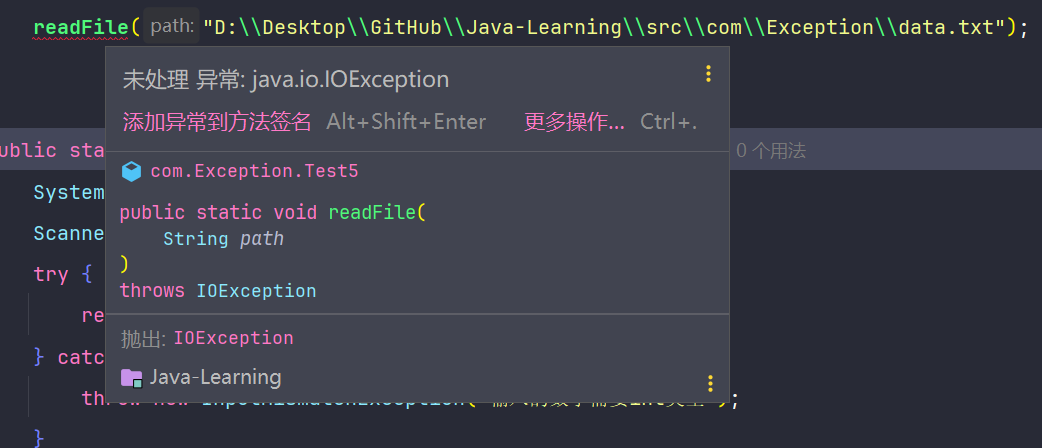 readFile( path: "D:\\Desktop\\GitHub\\Java-Learning\\src\\com\\Exception\\data.txt");
未处理 异常: java.io.IOException
添加异常到方法签名 Alt+Shift+Enter 更多操作... Ctrl+.
ublic sta 0 个用法
com.Exception.Test5
System
public static void readFile(
Scanne
String path
)
try {
throws IOException
re
抛出: IOException
} catc
Java-Learning
);
}